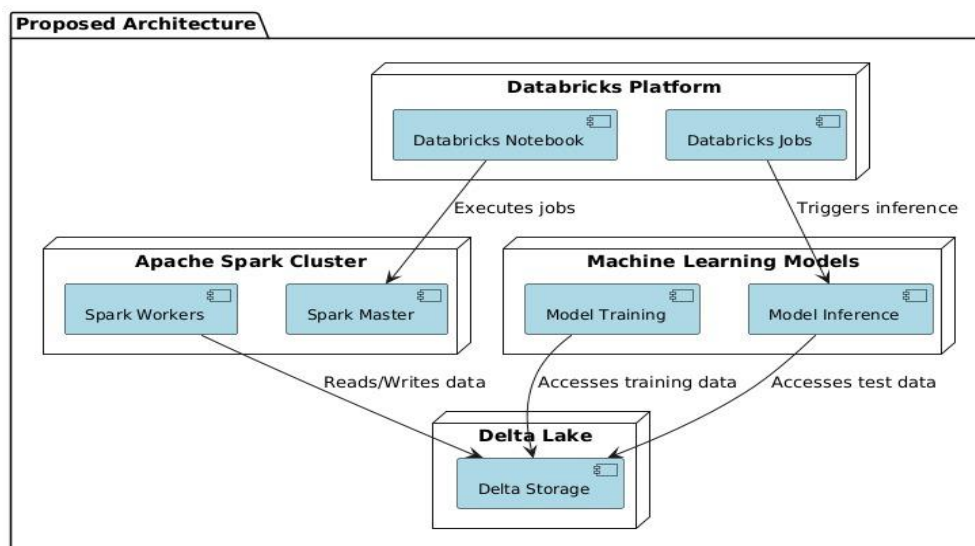 Proposed Architecture
Databricks Platform
Databricks Notebook
Databricks Jobs
Executes jobs
Triggers inference
Apache Spark Cluster
Spark Workers
Spark Master
Machine Learning Models
Model Training
Model Inference
Reads/Writes data
Accesses training data
Accesses test data
Delta Lake
Delta Storage